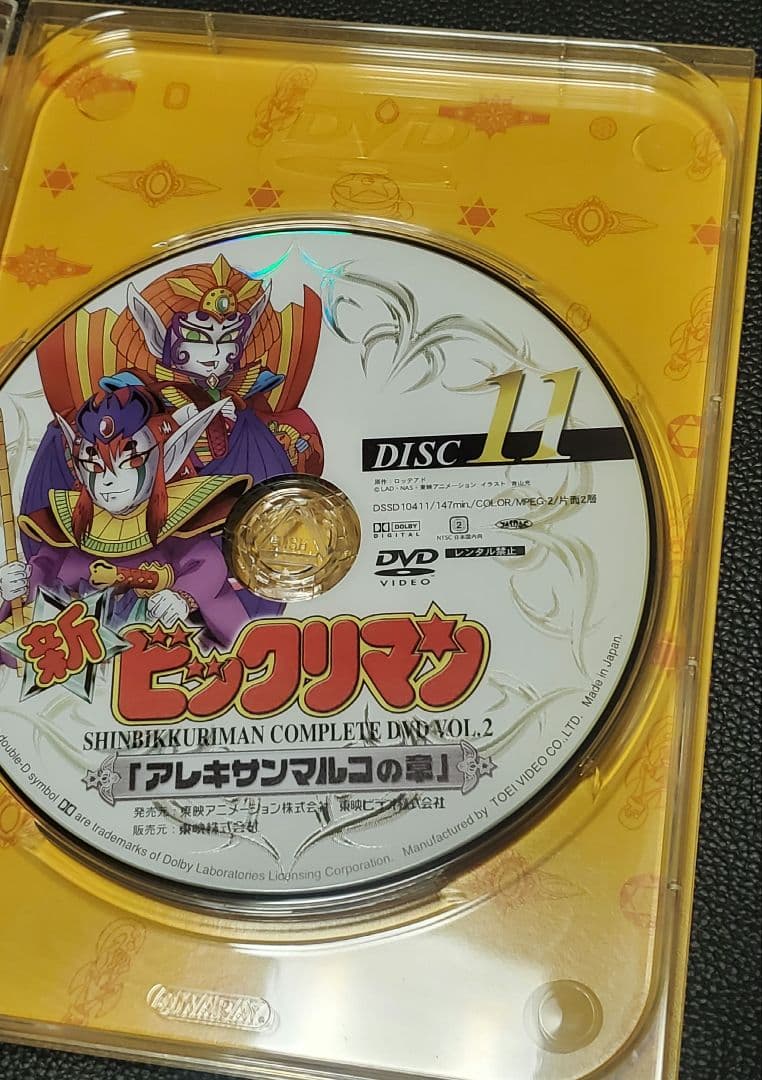 DVD
DISC 11
原作：ロッテアド
©LAD・NAS・東映アニメーション イラスト 青山充
DSSD10411/147min./COLOR/MPEG-2/片面2層
DOLBY
DIGITAL
2
NTSC 日本国内向
DVD
VIDEO
レンタル禁止
新
ビックリマン
SHINBIKKURIMAN COMPLETE DVD VOL.2
「アレキサンマルコの章」
発売元：東映アニメーション株式会社 東映ビデオ株式会社
販売元：東映株式会社
double-D symbol are trademarks of Dolby Laboratories Licensing Corporation. Manufactured by TOEI VIDEO CO., LTD. Made in Japan.
AMARAY®